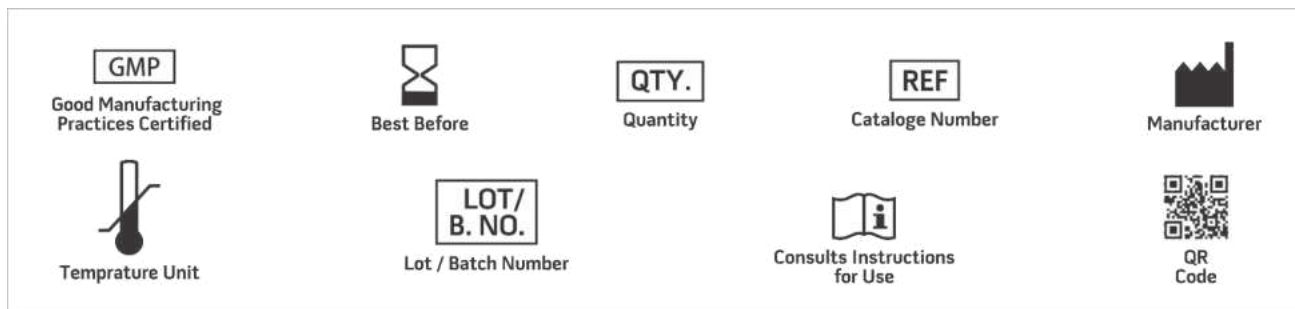 GMP
Good Manufacturing
Practices Certified
Best Before
QTY.
Quantity
REF
Cataloge Number
Manufacturer
Temprature Unit
LOT/
B. NO.
Lot / Batch Number
i
Consults Instructions
for Use
QR
Code